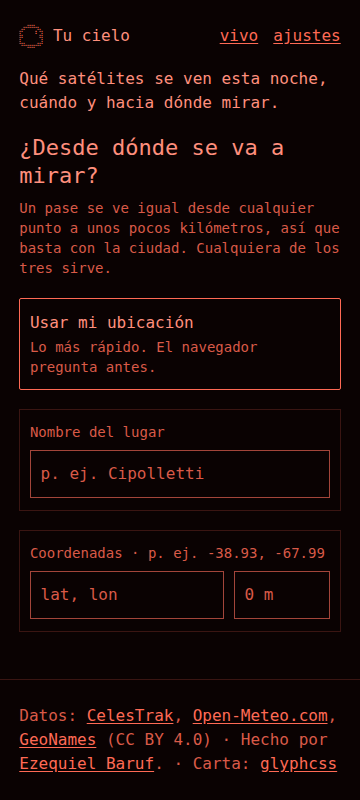 Tu cielo vivo ajustes
Qué satélites se ven esta noche,
cuándo y hacia dónde mirar.
¿Desde dónde se va a
mirar?
Un pase se ve igual desde cualquier
punto a unos pocos kilómetros, así que
basta con la ciudad. Cualquiera de los
tres sirve.
Usar mi ubicación
Lo más rápido. El navegador
pregunta antes.
Nombre del lugar
p. ej. Cipolletti
Coordenadas · p. ej. -38.93, -67.99
lat, lon 0 m
Datos: CelesTrak, Open-Meteo.com,
GeoNames (CC BY 4.0) · Hecho por
Ezequiel Baruf. · Carta: glyphcss